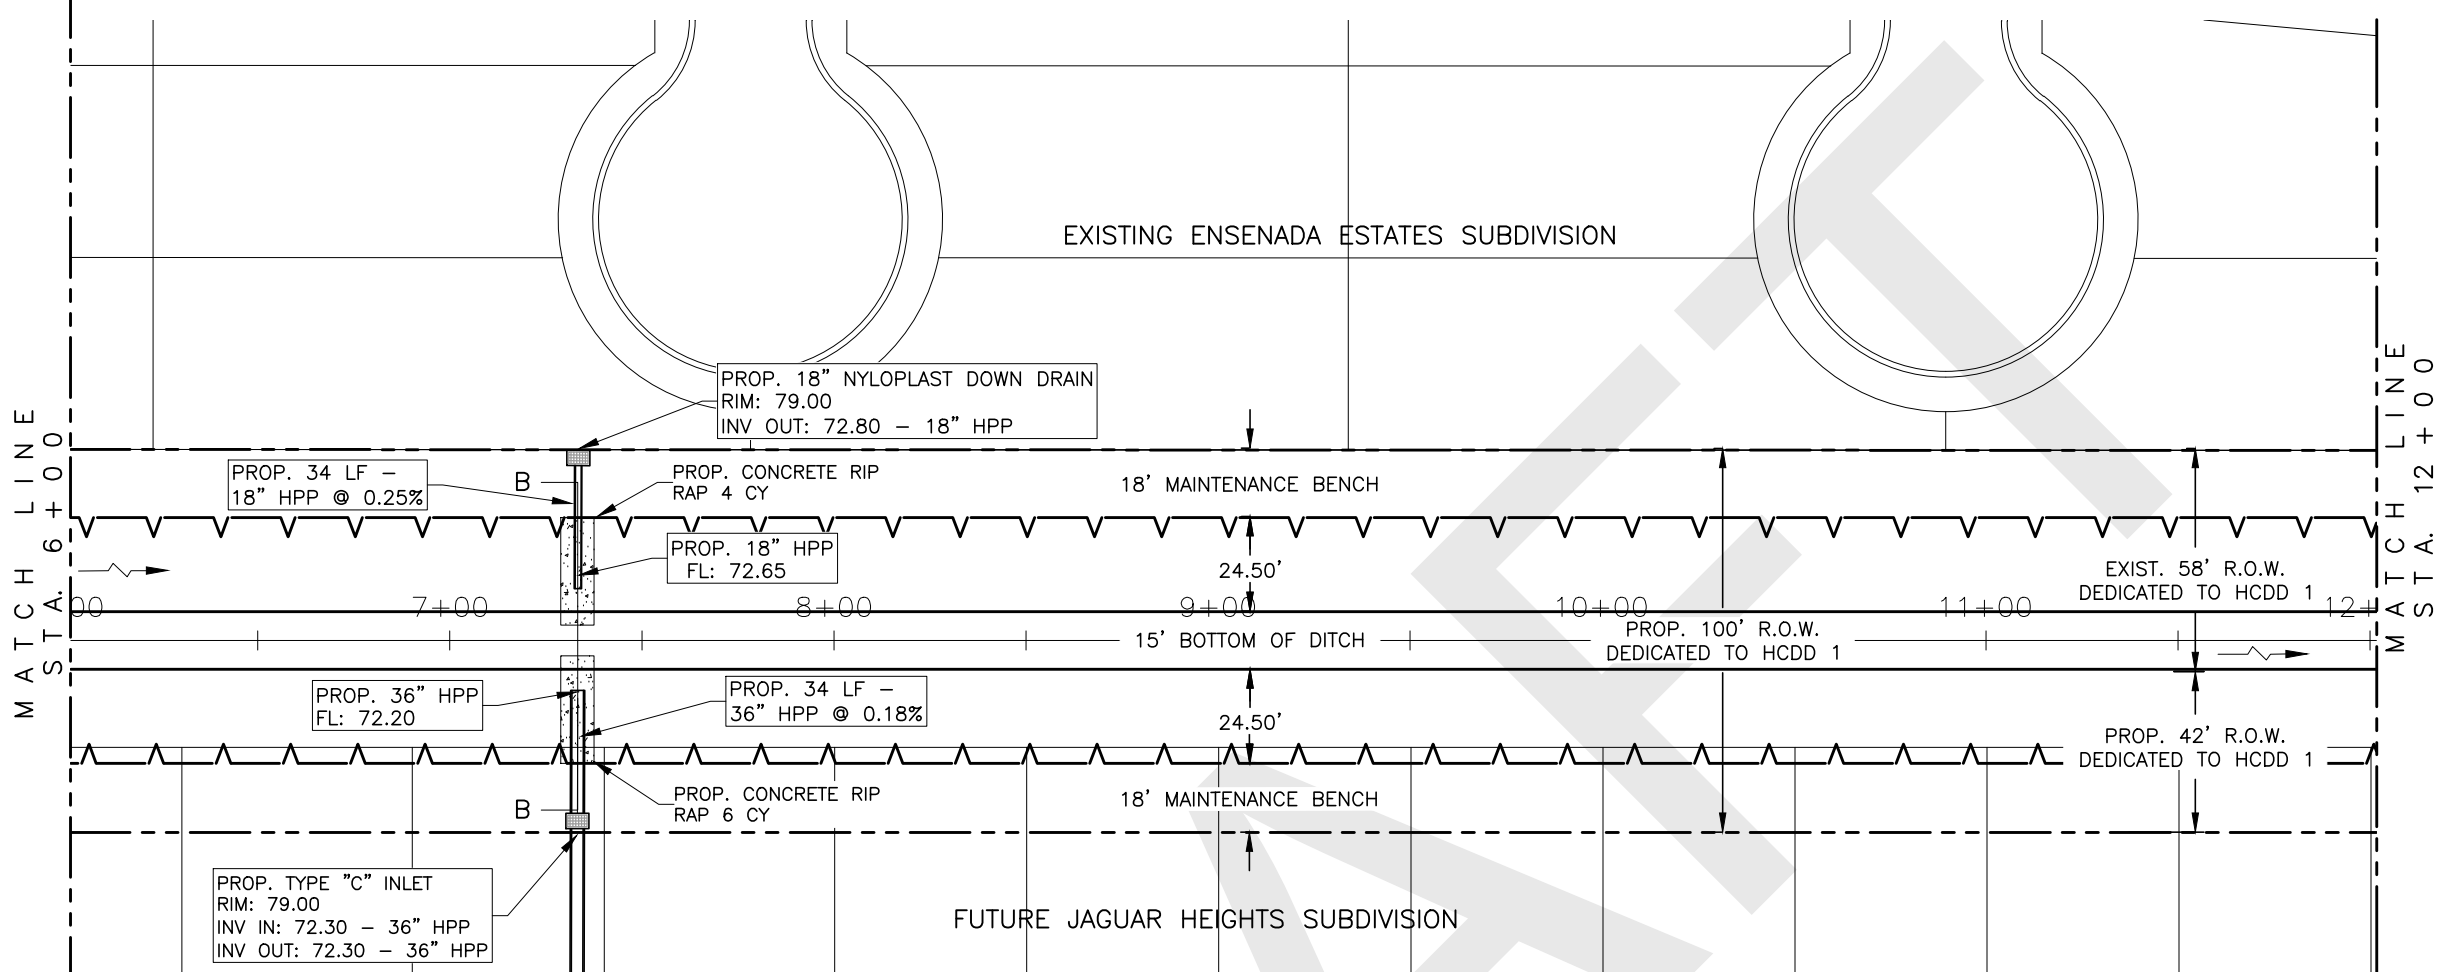 EXISTING ENSENADA ESTATES SUBDIVISION
PROP. 18" NYLOPLAST DOWN DRAIN
RIM: 79.00
INV OUT: 72.80 – 18" HPP
MATCH LINE
STA. 6+00
MATCH LINE
STA. 12+00
PROP. 34 LF –
18" HPP @ 0.25%
B
PROP. CONCRETE RIP
RAP 4 CY
18' MAINTENANCE BENCH
PROP. 18" HPP
FL: 72.65
24.50'
EXIST. 58' R.O.W.
DEDICATED TO HCDD 1
00
7+00
8+00
9+00
10+00
11+00
12+
15' BOTTOM OF DITCH
PROP. 100' R.O.W.
DEDICATED TO HCDD 1
PROP. 36" HPP
FL: 72.20
PROP. 34 LF –
36" HPP @ 0.18%
24.50'
PROP. 42' R.O.W.
DEDICATED TO HCDD 1
B
PROP. CONCRETE RIP
RAP 6 CY
18' MAINTENANCE BENCH
PROP. TYPE "C" INLET
RIM: 79.00
INV IN: 72.30 – 36" HPP
INV OUT: 72.30 – 36" HPP
FUTURE JAGUAR HEIGHTS SUBDIVISION
AFT